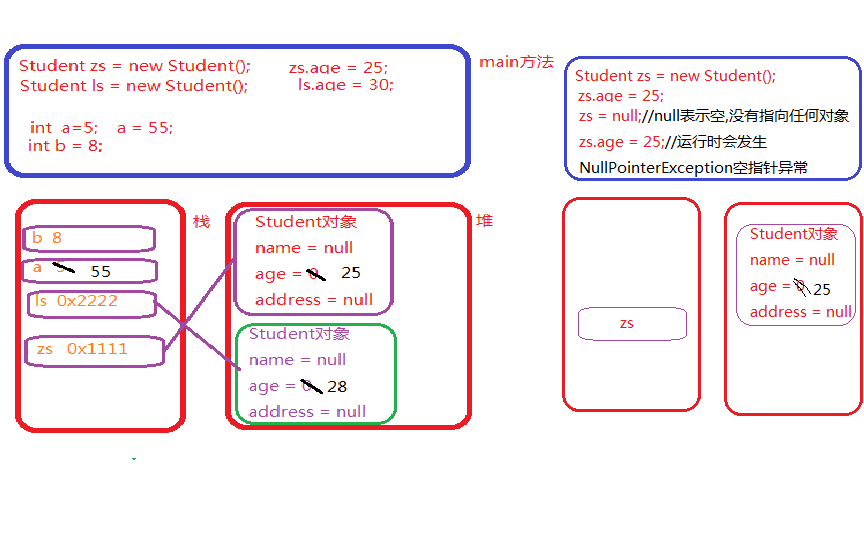 Student zs = new Student();
zs.age = 25;
Student ls = new Student();
ls.age = 30;
int a=5;
a = 55;
int b = 8;
main方法
Student zs = new Student();
zs.age = 25;
zs = null;//null表示空,没有指向任何对象
zs.age = 25;//运行时会发生
NullPointerException空指针异常
栈
b 8
a 5 55
ls 0x2222
zs 0x1111
堆
Student对象
name = null
age = 0 25
address = null
Student对象
name = null
age = 0 28
address = null
zs
Student对象
name = null
age = 0 25
address = null